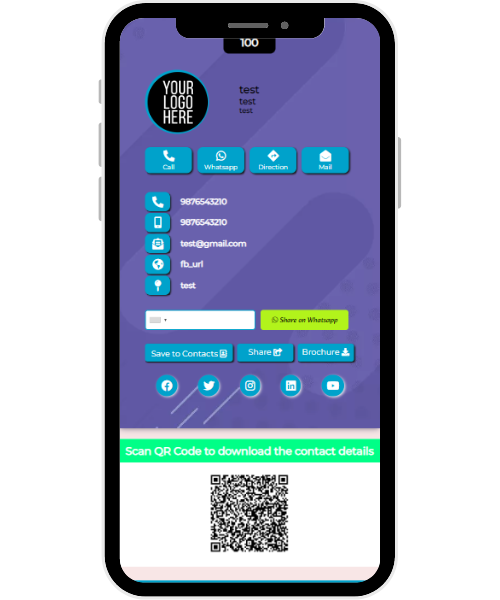 100
YOUR
LOGO
HERE
test
test
test
Call Whatsapp Direction Mail
9876543210
9876543210
test@gmail.com
fb_url
test
Share on Whatsapp
Save to Contacts Share Brochure
Scan QR Code to download the contact details